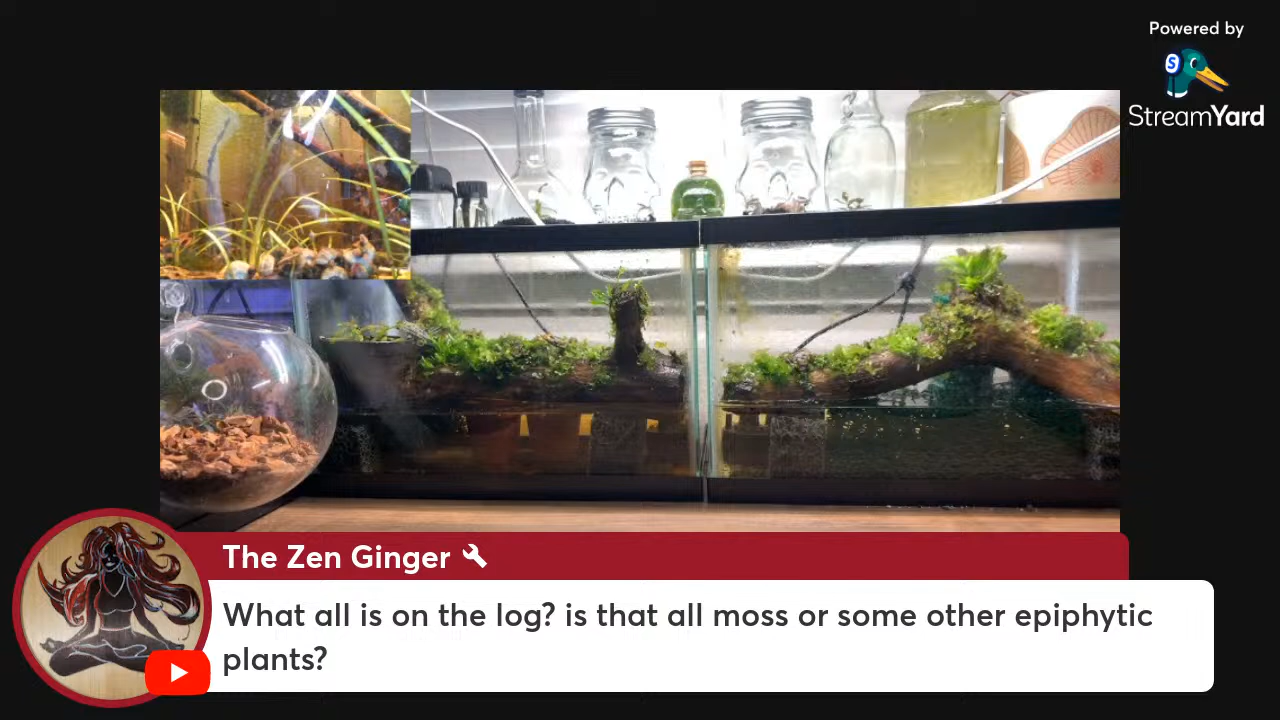 Powered by
StreamYard
The Zen Ginger
What all is on the log? is that all moss or some other epiphytic
plants?